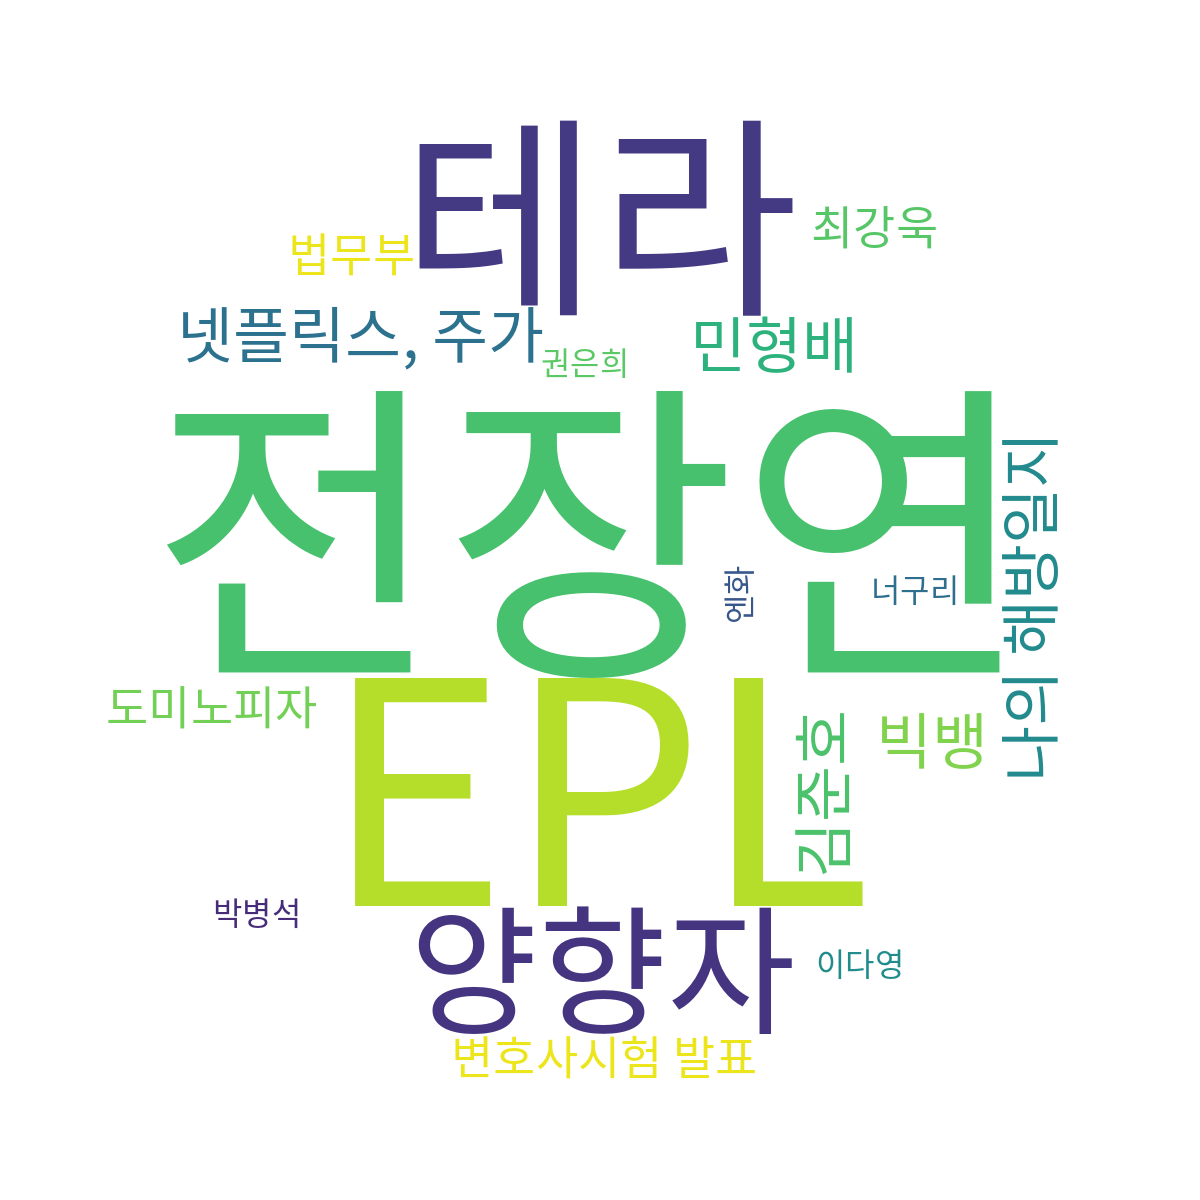 테라
최강욱
법무부
넷플릭스, 주가
권은희
민형배
전장연
나의 해방일지
엔화
너구리
도미노피자
EPL
김준호
빅뱅
박병석
양향자
이다영
변호사시험 발표